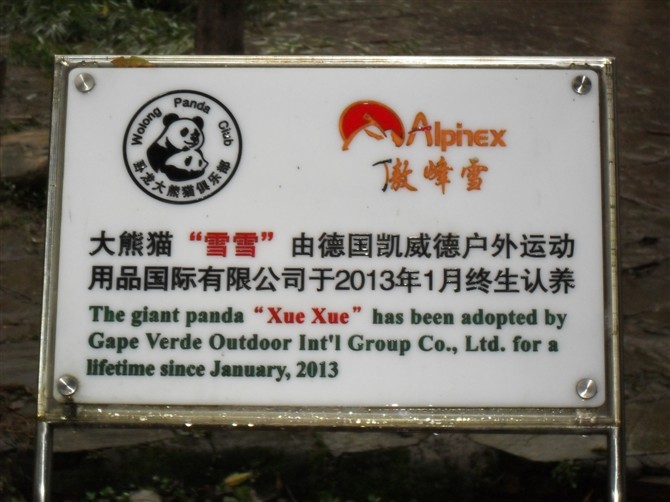 Wolong Panda Club
卧龙大熊猫俱乐部
Alpinex
傲峰雪
大熊猫“雪雪”由德国凯威德户外运动
用品国际有限公司于2013年1月终生认养
The giant panda “Xue Xue” has been adopted by
Gape Verde Outdoor Int'l Group Co., Ltd. for a
lifetime since January, 2013